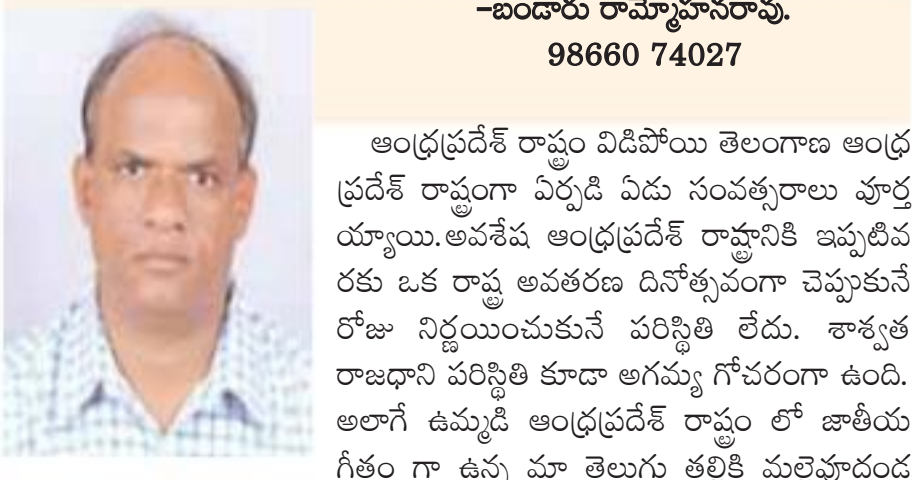 -బండారు రామ్మోహనరావు.
98660 74027
ఆంధ్రప్రదేశ్ రాష్ట్రం విడిపోయి తెలంగాణ ఆంధ్ర
ప్రదేశ్ రాష్ట్రంగా ఏర్పడి ఏడు సంవత్సరాలు పూర్త
య్యాయి.అవశేష ఆంధ్రప్రదేశ్ రాష్ట్రానికి ఇప్పటివ
రకు ఒక రాష్ట్ర అవతరణ దినోత్సవంగా చెప్పుకునే
రోజు నిర్ణయించుకునే పరిస్థితి లేదు. శాశ్వత
రాజధాని పరిస్థితి కూడా అగమ్య గోచరంగా ఉంది.
అలాగే ఉమ్మడి ఆంధ్రప్రదేశ్ రాష్ట్రం లో జాతీయ
గీతం గా ఉన్న మా తెలుగు తల్లికి మల్లెపూదండ